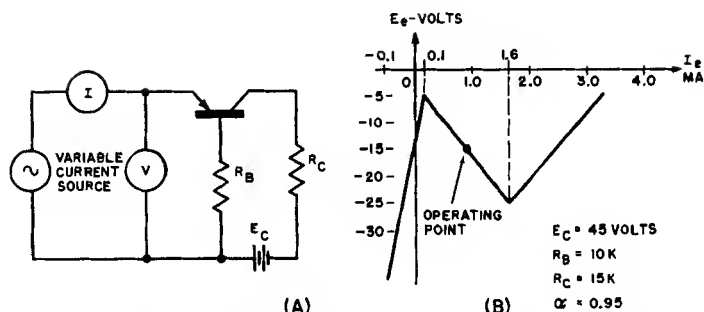 I
V
VARIABLE
CURRENT
SOURCE
R_B
R_C
E_C
(A)
E_e-VOLTS
-0.1
0.1
1.6
I_e
MA
0
1.0
2.0
3.0
4.0
-5
-10
-15
-20
-25
-30
OPERATING
POINT
E_C = 45 VOLTS
R_B = 10K
R_C = 15K
α = 0.95
(B)